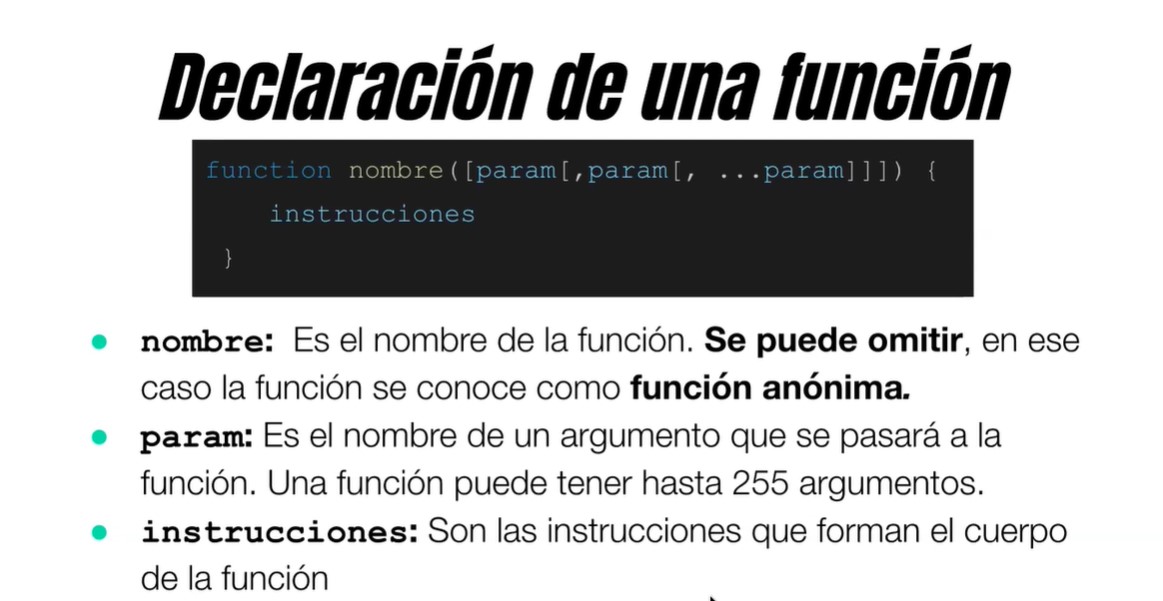 Declaración de una función
function nombre([param[,param[, ...param]]]) {
instrucciones
}
nombre: Es el nombre de la función. Se puede omitir, en ese
caso la función se conoce como función anónima.
param: Es el nombre de un argumento que se pasará a la
función. Una función puede tener hasta 255 argumentos.
instrucciones: Son las instrucciones que forman el cuerpo
de la función